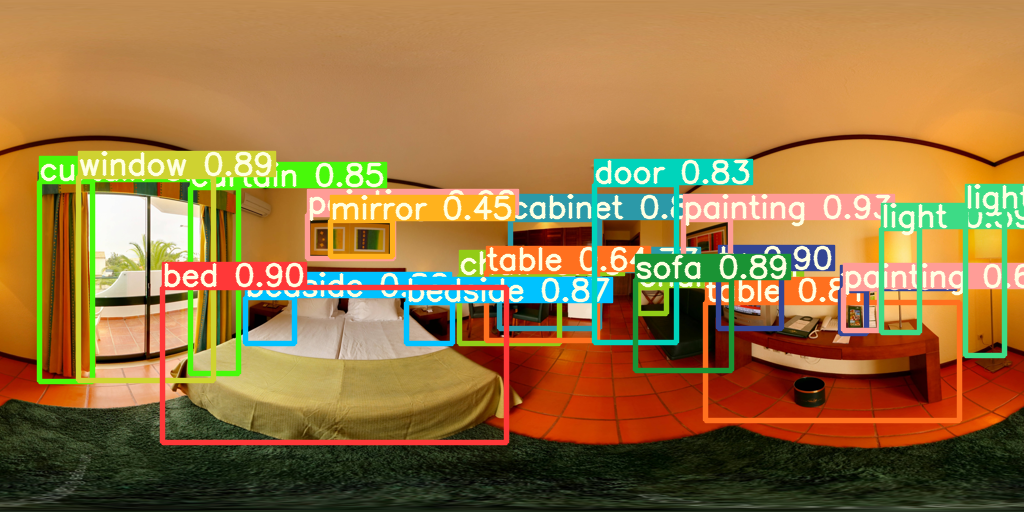 window 0.89
curtain 0.85
door 0.83
mirror 0.45
cabinet 0.8
painting 0.93
light
light
table 0.64
0.90
sofa 0.89
bed 0.90
bedside 0.87
table 0.8
painting 0.6